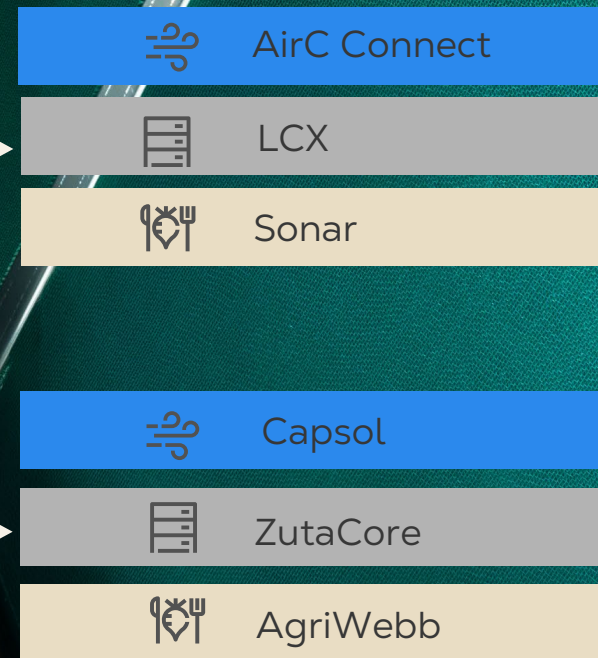 AirC Connect
LCX
Sonar
Capsol
ZutaCore
AgriWebb